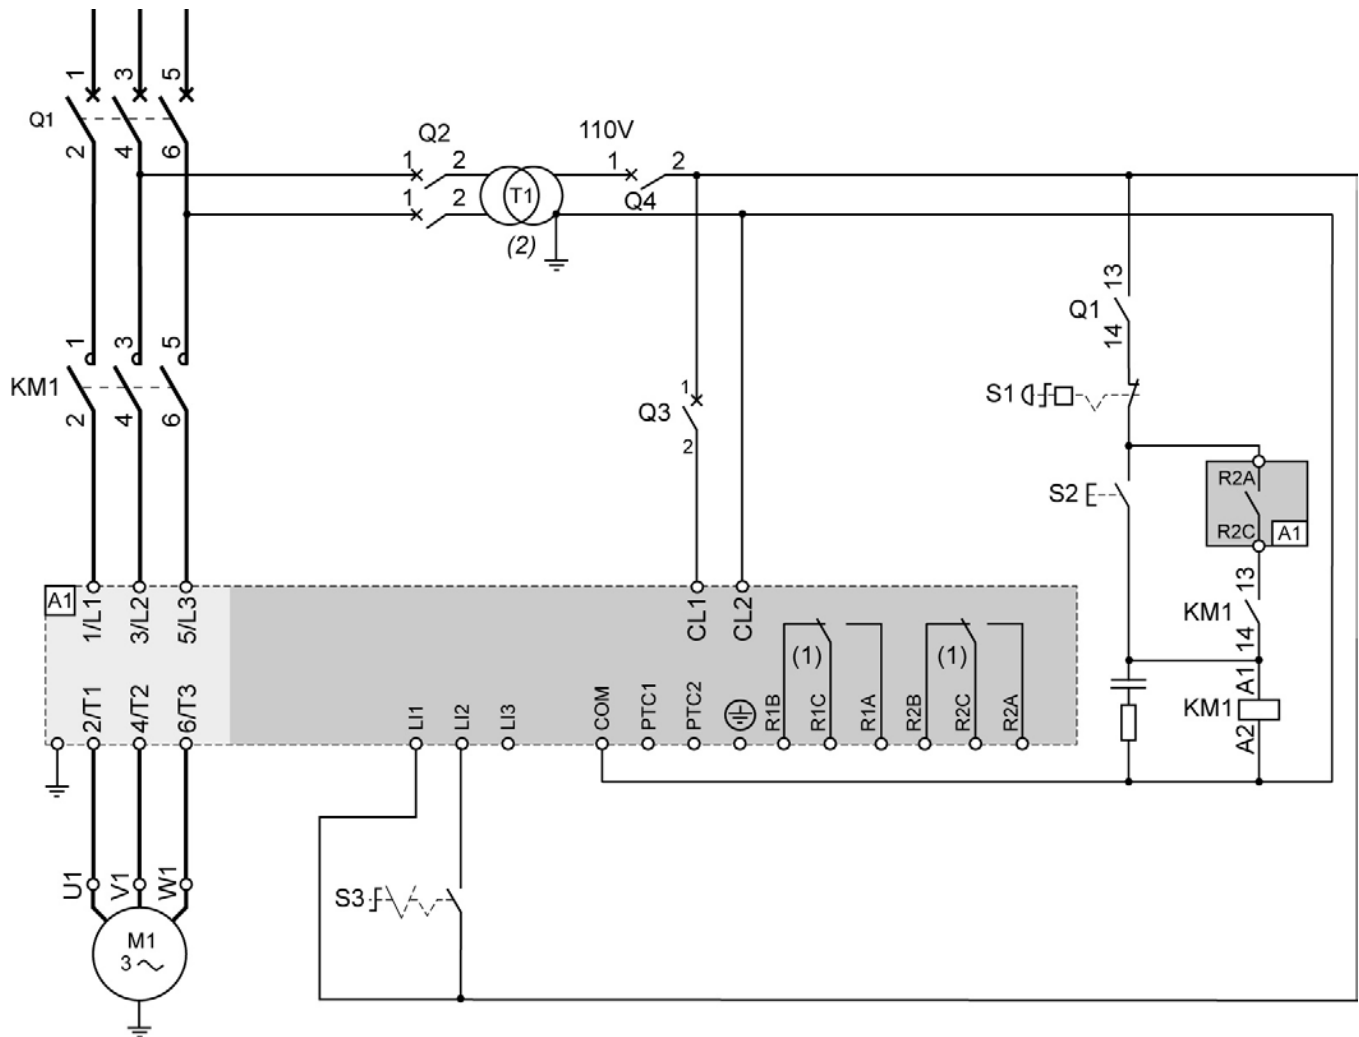 1 3 5
Q1
2 4 6
Q2
110V
1 2
1 2
T1
(2)
1 2
Q4
1 3 5
KM1
2 4 6
1
Q3
2
13
Q1
14
S1
S2
R2A
R2C A1
13
KM1
14
A1
KM1
A2
A1
1/L1 3/L2 5/L3
CL1 CL2
2/T1 4/T2 6/T3
LI1 LI2 LI3
COM PTC1 PTC2
(1) (1)
R1B R1C R1A R2B R2C R2A
U1 V1 W1
M1
3
S3